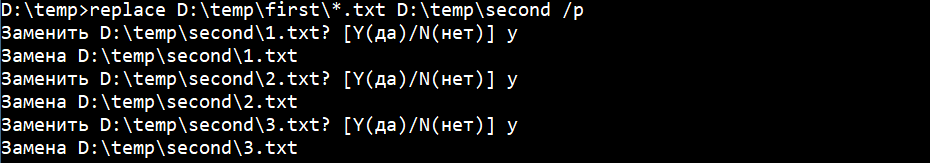 D:\temp>replace D:\temp\first\*.txt D:\temp\second /p
Заменить D:\temp\second\1.txt? [Y(да)/N(нет)] y
Замена D:\temp\second\1.txt
Заменить D:\temp\second\2.txt? [Y(да)/N(нет)] y
Замена D:\temp\second\2.txt
Заменить D:\temp\second\3.txt? [Y(да)/N(нет)] y
Замена D:\temp\second\3.txt